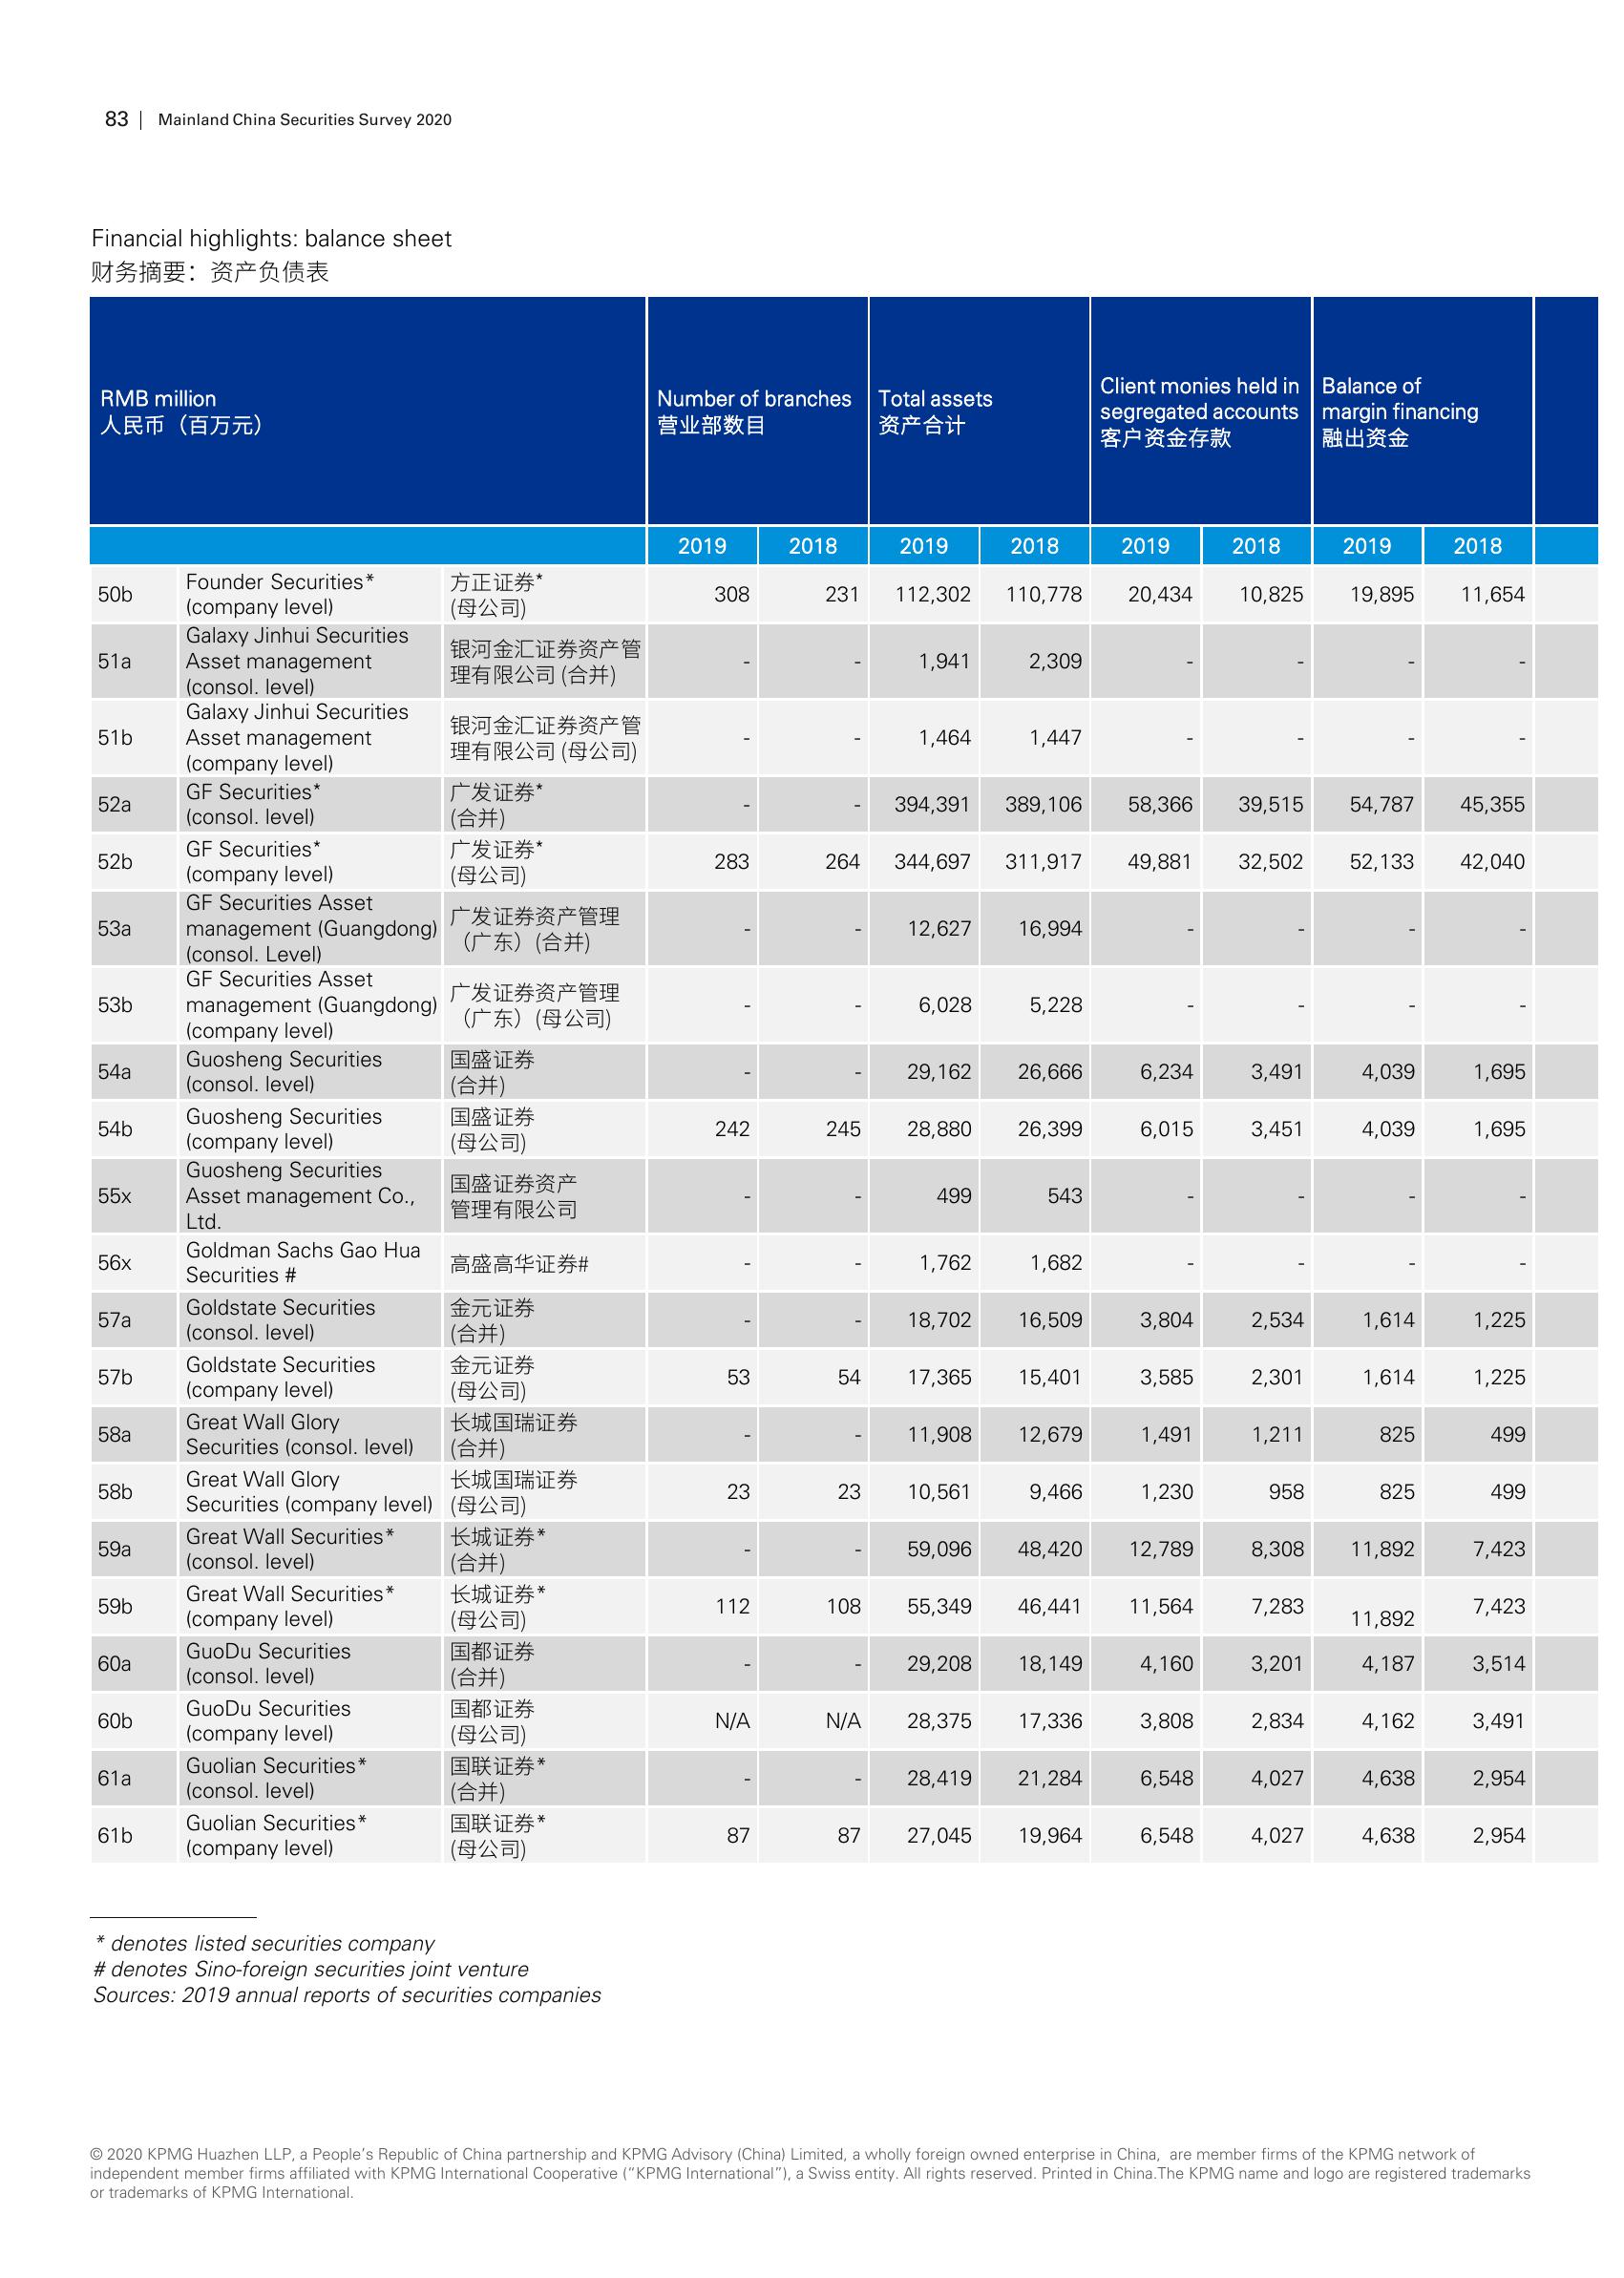 83 | Mainland China Securities Survey 2020
Financial highlights: balance sheet
财务摘要：资产负债表
RMB million
人民币（百万元）
Number of branches
营业部数目
Total assets
资产合计
Client monies held in
segregated accounts
客户资金存款
Balance of
margin financing
融出资金
2019 2018 2019 2018 2019 2018 2019 2018
50b Founder Securities* 方正证券* 308 231 112,302 110,778 20,434 10,825 19,895 11,654
(company level) (母公司)
Galaxy Jinhui Securities
51a Asset management 银河金汇证券资产管 - - 1,941 2,309 - - - -
(consol. level) 理有限公司 (合并)
Galaxy Jinhui Securities
51b Asset management 银河金汇证券资产管 - - 1,464 1,447 - - - -
(company level) 理有限公司 (母公司)
52a GF Securities* 广发证券* - - 394,391 389,106 58,366 39,515 54,787 45,355
(consol. level) (合并)
52b GF Securities* 广发证券* 283 264 344,697 311,917 49,881 32,502 52,133 42,040
(company level) (母公司)
GF Securities Asset
53a management (Guangdong) 广发证券资产管理 - - 12,627 16,994 - - - -
(consol. Level) （广东）(合并)
GF Securities Asset
53b management (Guangdong) 广发证券资产管理 - - 6,028 5,228 - - - -
(company level) （广东）(母公司)
54a Guosheng Securities 国盛证券 - - 29,162 26,666 6,234 3,491 4,039 1,695
(consol. level) (合并)
54b Guosheng Securities 国盛证券 242 245 28,880 26,399 6,015 3,451 4,039 1,695
(company level) (母公司)
Guosheng Securities
55x Asset management Co., 国盛证券资产 - - 499 543 - - - -
Ltd. 管理有限公司
56x Goldman Sachs Gao Hua 高盛高华证券# - - 1,762 1,682 - - - -
Securities #
57a Goldstate Securities 金元证券 - - 18,702 16,509 3,804 2,534 1,614 1,225
(consol. level) (合并)
57b Goldstate Securities 金元证券 53 54 17,365 15,401 3,585 2,301 1,614 1,225
(company level) (母公司)
58a Great Wall Glory 长城国瑞证券 - - 11,908 12,679 1,491 1,211 825 499
Securities (consol. level) (合并)
58b Great Wall Glory 长城国瑞证券 23 23 10,561 9,466 1,230 958 825 499
Securities (company level) (母公司)
59a Great Wall Securities* 长城证券* - - 59,096 48,420 12,789 8,308 11,892 7,423
(consol. level) (合并)
59b Great Wall Securities* 长城证券* 112 108 55,349 46,441 11,564 7,283 11,892 7,423
(company level) (母公司)
60a GuoDu Securities 国都证券 - - 29,208 18,149 4,160 3,201 4,187 3,514
(consol. level) (合并)
60b GuoDu Securities 国都证券 N/A N/A 28,375 17,336 3,808 2,834 4,162 3,491
(company level) (母公司)
61a Guolian Securities* 国联证券* - - 28,419 21,284 6,548 4,027 4,638 2,954
(consol. level) (合并)
61b Guolian Securities* 国联证券* 87 87 27,045 19,964 6,548 4,027 4,638 2,954
(company level) (母公司)
* denotes listed securities company
# denotes Sino-foreign securities joint venture
Sources: 2019 annual reports of securities companies
© 2020 KPMG Huazhen LLP, a People’s Republic of China partnership and KPMG Advisory (China) Limited, a wholly foreign owned enterprise in China, are member firms of the KPMG network of
independent member firms affiliated with KPMG International Cooperative (“KPMG International”), a Swiss entity. All rights reserved. Printed in China.The KPMG name and logo are registered trademarks
or trademarks of KPMG International.